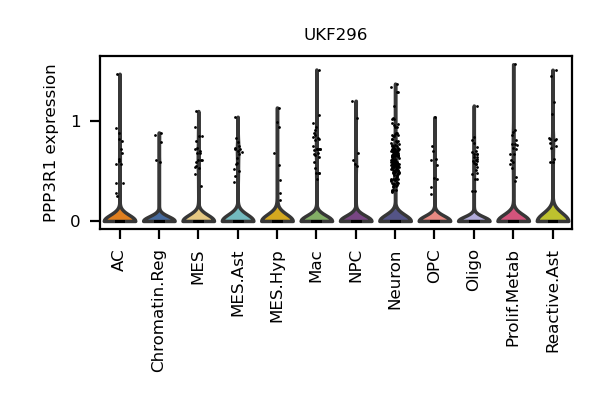 UKF296
PPP3R1 expression
1
0
AC
Chromatin.Reg
MES
MES.Ast
MES.Hyp
Mac
NPC
Neuron
OPC
Oligo
Prolif.Metab
Reactive.Ast